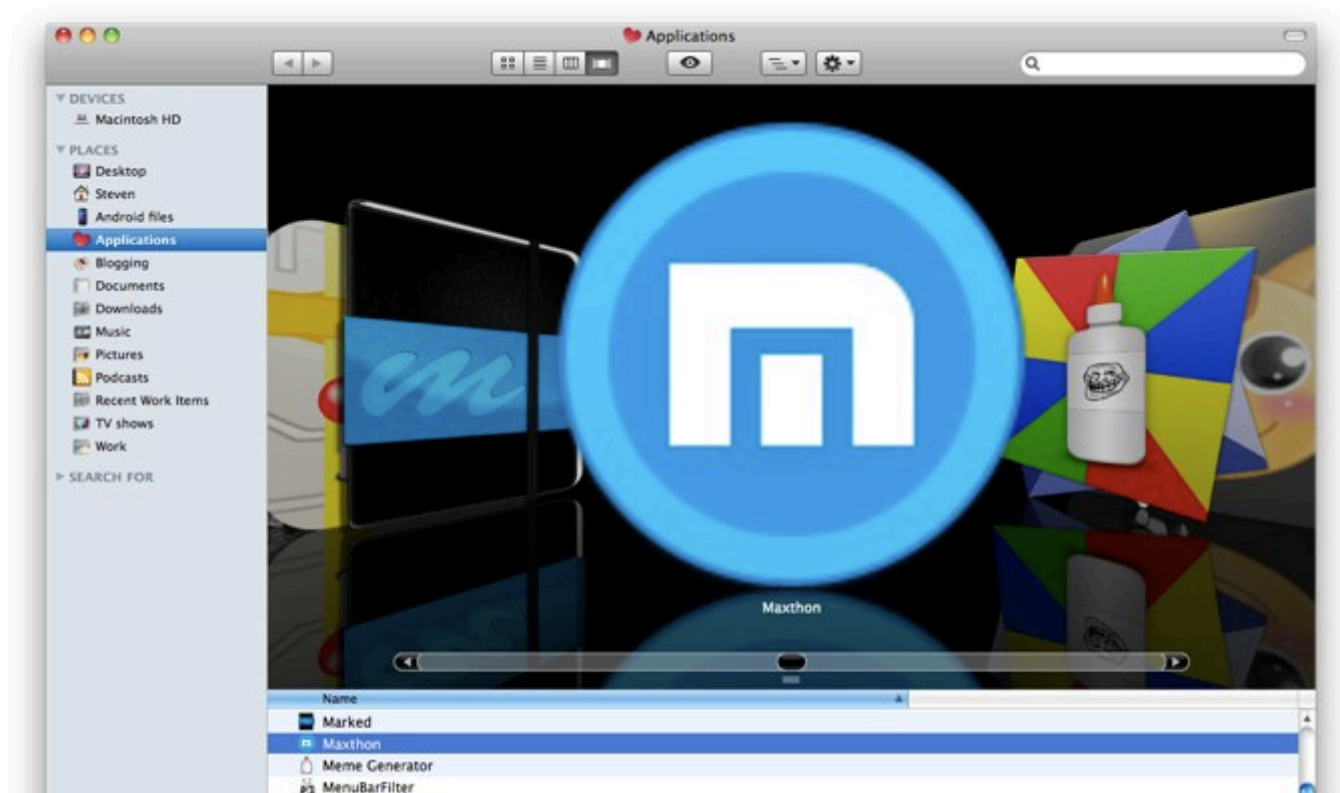 Applications
DEVICES
Macintosh HD
PLACES
Desktop
Steven
Android files
Applications
Blogging
Documents
Downloads
Music
Pictures
Podcasts
Recent Work Items
TV shows
Work
SEARCH FOR
Maxthon
Name
Marked
Maxthon
Meme Generator
MenuBarFilter